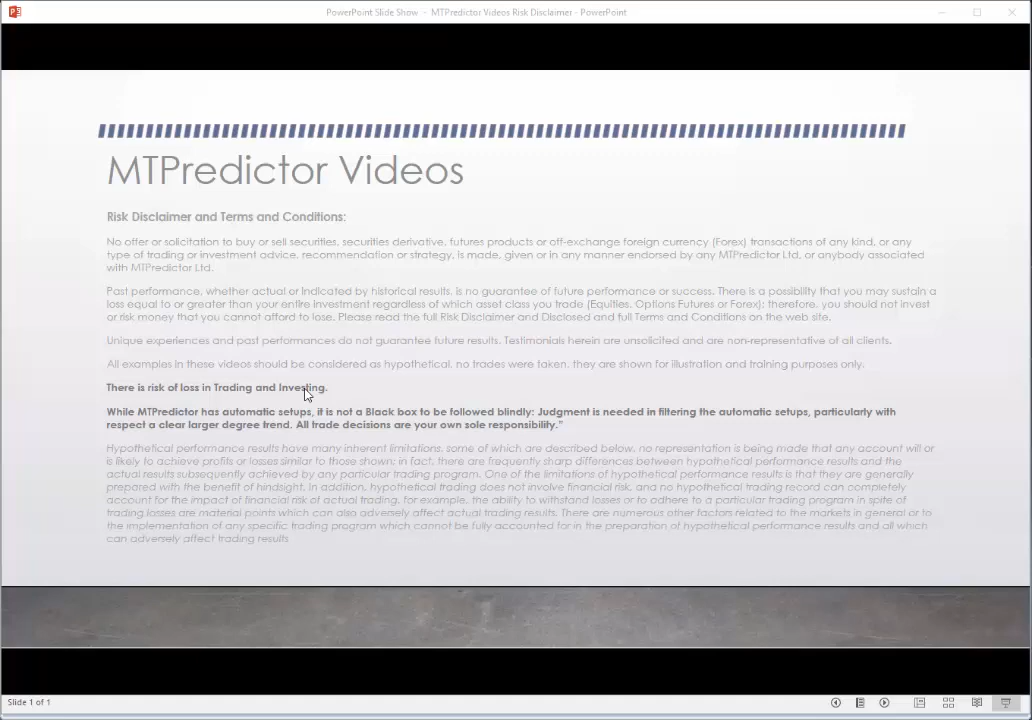 PowerPoint Slide Show - MTPredictor Videos Risk Disclaimer - PowerPoint
MTPredictor Videos
Risk Disclaimer and Terms and Conditions:
No offer or solicitation to buy or sell securities, securities derivative, futures products or off-exchange foreign currency (Forex) transactions of any kind, or any
type of trading or investment advice, recommendation or strategy, is made, given or in any manner endorsed by any MTPredictor Ltd, or anybody associated
with MTPredictor Ltd.
Past performance, whether actual or indicated by historical results, is no guarantee of future performance or success. There is a possibility that you may sustain a
loss equal to or greater than your entire investment regardless of which asset class you trade (Equities, Options Futures or Forex); therefore, you should not invest
or risk money that you cannot afford to lose. Please read the full Risk Disclaimer and Disclosed and full Terms and Conditions on the web site.
Unique experiences and past performances do not guarantee future results. Testimonials herein are unsolicited and are non-representative of all clients.
All examples in these videos should be considered as hypothetical, no trades were taken, they are shown for illustration and training purposes only.
There is risk of loss in Trading and Investing.
While MTPredictor has automatic setups, it is not a Black box to be followed blindly: Judgment is needed in filtering the automatic setups, particularly with
respect a clear larger degree trend. All trade decisions are your own sole responsibility."
Hypothetical performance results have many inherent limitations, some of which are described below. no representation is being made that any account will or
is likely to achieve profits or losses similar to those shown; in fact, there are frequently sharp differences between hypothetical performance results and the
actual results subsequently achieved by any particular trading program. One of the limitations of hypothetical performance results is that they are generally
prepared with the benefit of hindsight. In addition, hypothetical trading does not involve financial risk, and no hypothetical trading record can completely
account for the impact of financial risk of actual trading. for example, the ability to withstand losses or to adhere to a particular trading program in spite of
trading losses are material points which can also adversely affect actual trading results. There are numerous other factors related to the markets in general or to
the implementation of any specific trading program which cannot be fully accounted for in the preparation of hypothetical performance results and all which
can adversely affect trading results
Slide 1 of 1